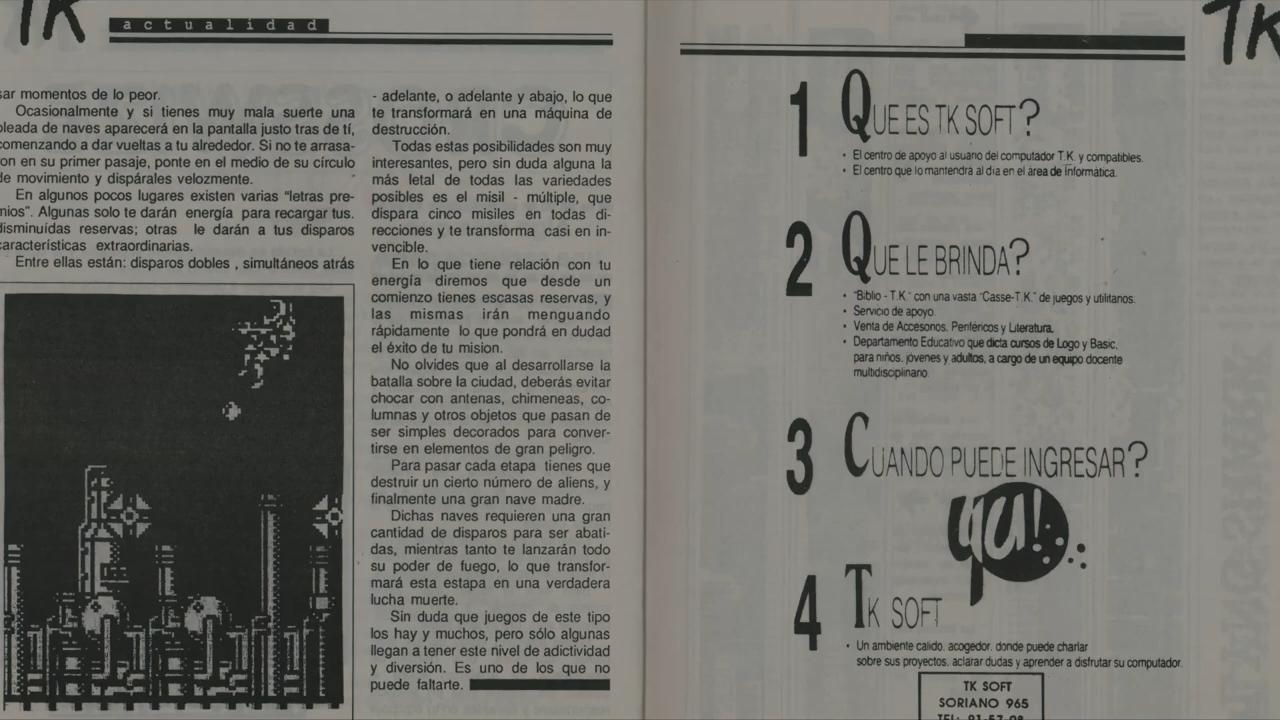 TK
actualidad
sar momentos de lo peor.
Ocasionalmente y si tienes muy mala suerte una
oleada de naves aparecerá en la pantalla justo tras de tí,
comenzando a dar vueltas a tu alrededor. Si no te arrasa-
on en su primer pasaje, ponte en el medio de su círculo
de movimiento y dispárales velozmente.
En algunos pocos lugares existen varias “letras pre-
mios”. Algunas solo te darán energía para recargar tus.
disminuídas reservas; otras le darán a tus disparos
características extraordinarias.
Entre ellas están: disparos dobles , simultáneos atrás
- adelante, o adelante y abajo, lo que
te transformará en una máquina de
destrucción.
Todas estas posibilidades son muy
interesantes, pero sin duda alguna la
más letal de todas las variedades
posibles es el misil - múltiple, que
dispara cinco misiles en todas di-
recciones y te transforma casi en in-
vencible.
En lo que tiene relación con tu
energía diremos que desde un
comienzo tienes escasas reservas, y
las mismas irán menguando
rápidamente lo que pondrá en dudad
el éxito de tu mision.
No olvides que al desarrollarse la
batalla sobre la ciudad, deberás evitar
chocar con antenas, chimeneas, co-
lumnas y otros objetos que pasan de
ser simples decorados para conver-
tirse en elementos de gran peligro.
Para pasar cada etapa tienes que
destruir un cierto número de aliens, y
finalmente una gran nave madre.
Dichas naves requieren una gran
cantidad de disparos para ser abati-
das, mientras tanto te lanzarán todo
su poder de fuego, lo que transfor-
mará esta estapa en una verdadera
lucha muerte.
Sin duda que juegos de este tipo
los hay y muchos, pero sólo algunas
llegan a tener este nivel de adictividad
y diversión. Es uno de los que no
puede faltarte.
TK
1 QUE ES TK SOFT?
• El centro de apoyo al usuario del computador T.K. y compatibles.
• El centro que lo mantendra al dia en el área de Informática.
2 QUE LE BRINDA?
• "Biblio - T.K." con una vasta "Casse-T.K." de juegos y utilitarios.
• Servicio de apoyo.
• Venta de Accesorios, Periféricos y Literatura.
• Departamento Educativo que dicta cursos de Logo y Basic,
para niños, jóvenes y adultos, a cargo de un equipo docente
multidisciplinario.
3 CUANDO PUEDE INGRESAR?
ya!
4 TK SOFT
• Un ambiente calido, acogedor, donde puede charlar
sobre sus proyectos, aclarar dudas y aprender a disfrutar su computador.
TK SOFT
SORIANO 965
TEL: 91-57-08